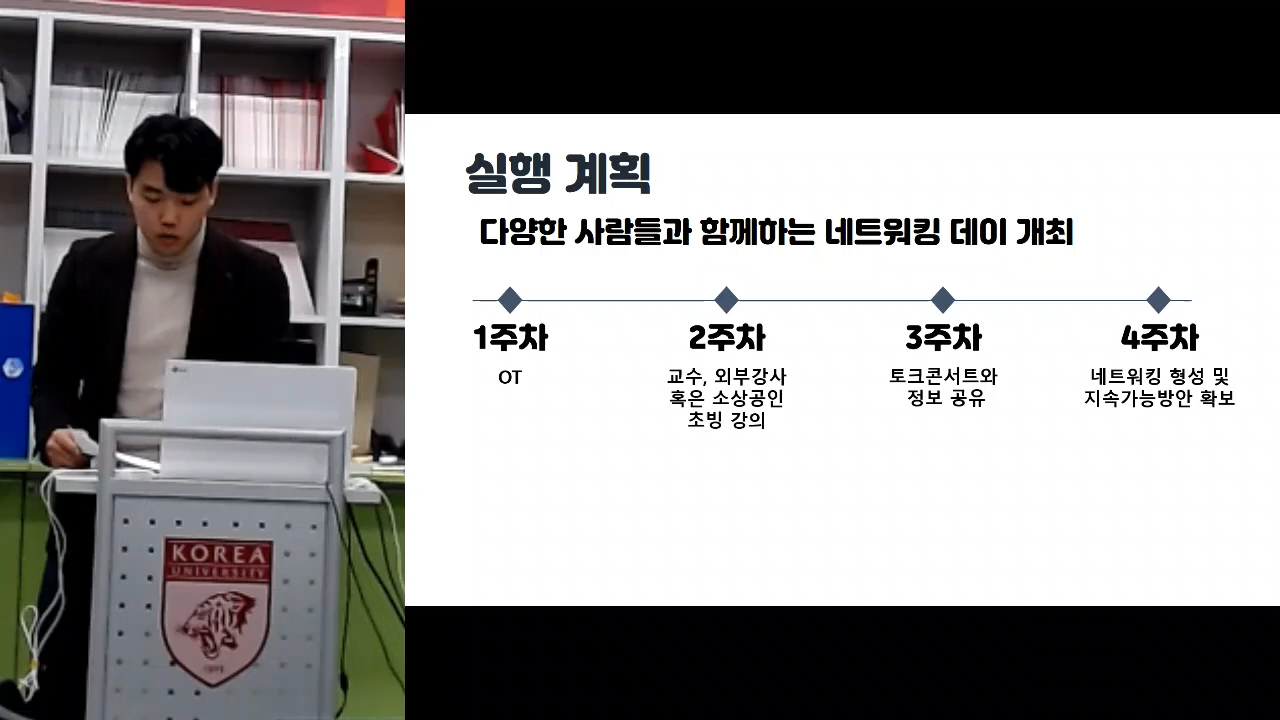 실행 계획
다양한 사람들과 함께하는 네트워킹 데이 개최
1주차
OT
2주차
교수, 외부강사
혹은 소상공인
초빙 강의
3주차
토크콘서트와
정보 공유
4주차
네트워킹 형성 및
지속가능방안 확보
KOREA
UNIVERSITY